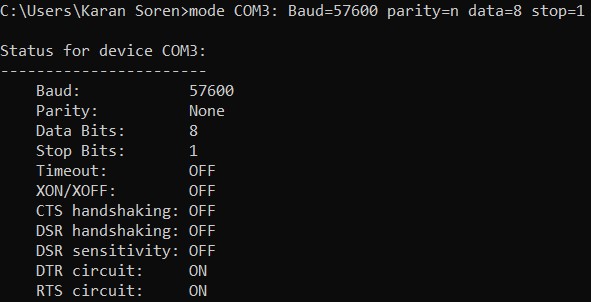 C:\Users\Karan Soren>mode COM3: Baud=57600 parity=n data=8 stop=1
Status for device COM3:
-----------------------
Baud: 57600
Parity: None
Data Bits: 8
Stop Bits: 1
Timeout: OFF
XON/XOFF: OFF
CTS handshaking: OFF
DSR handshaking: OFF
DSR sensitivity: OFF
DTR circuit: ON
RTS circuit: ON